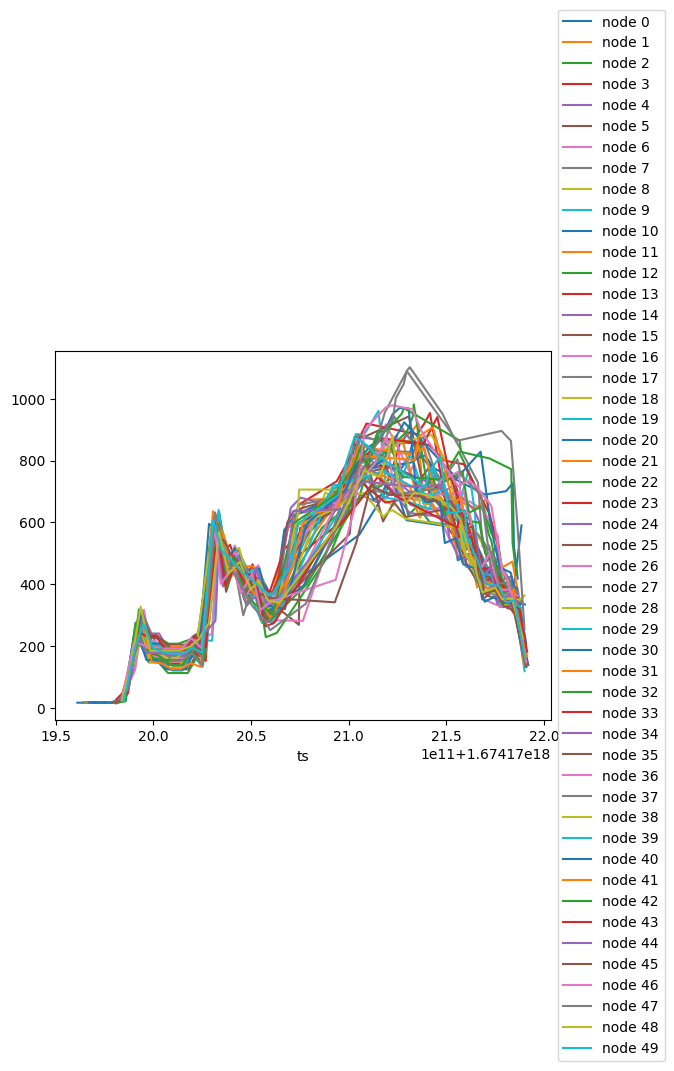 1000
800
600
400
200
0
19.5 20.0 20.5 21.0 21.5 22.0
ts
1e11+1.67417e18
node 0
node 1
node 2
node 3
node 4
node 5
node 6
node 7
node 8
node 9
node 10
node 11
node 12
node 13
node 14
node 15
node 16
node 17
node 18
node 19
node 20
node 21
node 22
node 23
node 24
node 25
node 26
node 27
node 28
node 29
node 30
node 31
node 32
node 33
node 34
node 35
node 36
node 37
node 38
node 39
node 40
node 41
node 42
node 43
node 44
node 45
node 46
node 47
node 48
node 49